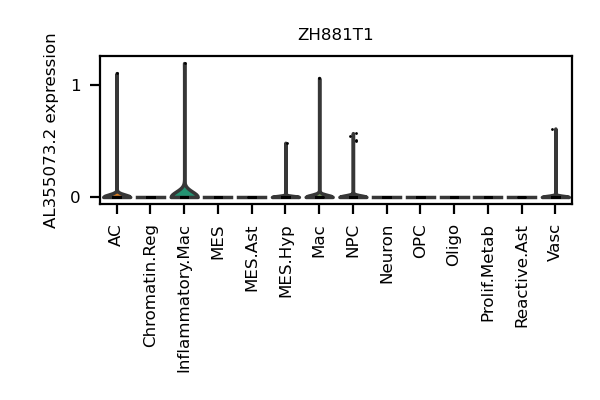 ZH881T1
AL355073.2 expression
1
0
AC
Chromatin.Reg
Inflammatory.Mac
MES
MES.Ast
MES.Hyp
Mac
NPC
Neuron
OPC
Oligo
Prolif.Metab
Reactive.Ast
Vasc